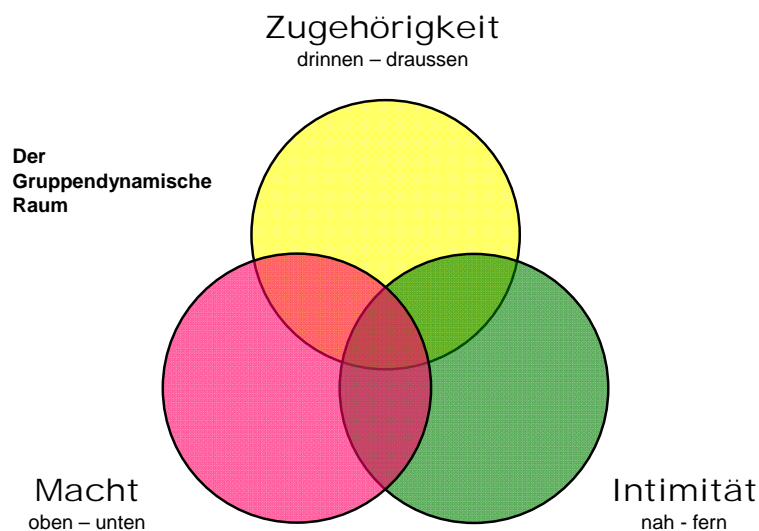 Zugehörigkeit
drinnen – draussen
Der
Gruppendynamische
Raum
Macht
oben – unten
Intimität
nah - fern